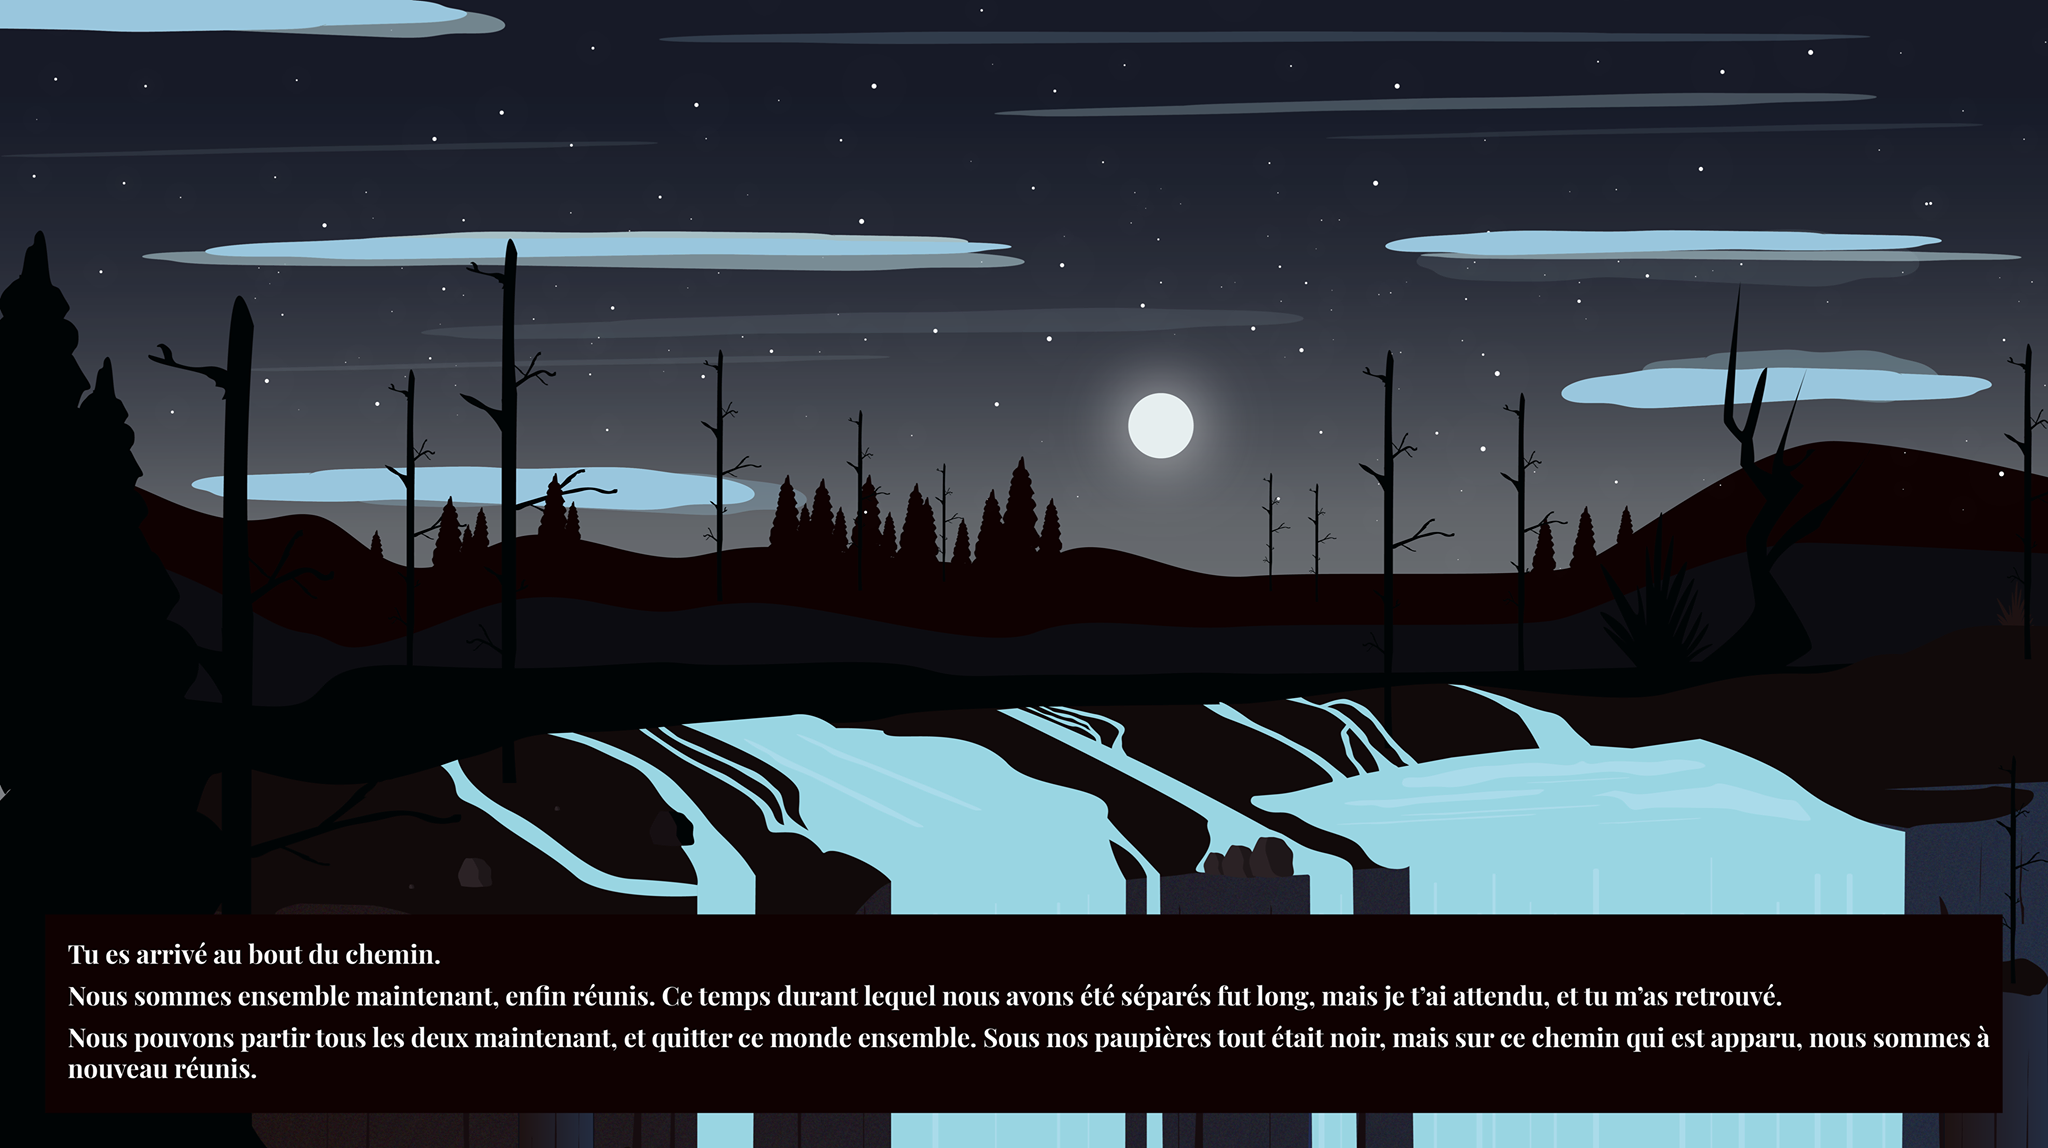 Tu es arrivé au bout du chemin.
Nous sommes ensemble maintenant, enfin réunis. Ce temps durant lequel nous avons été séparés fut long, mais je t’ai attendu, et tu m’as retrouvé.
Nous pouvons partir tous les deux maintenant, et quitter ce monde ensemble. Sous nos paupières tout était noir, mais sur ce chemin qui est apparu, nous sommes à
nouveau réunis.